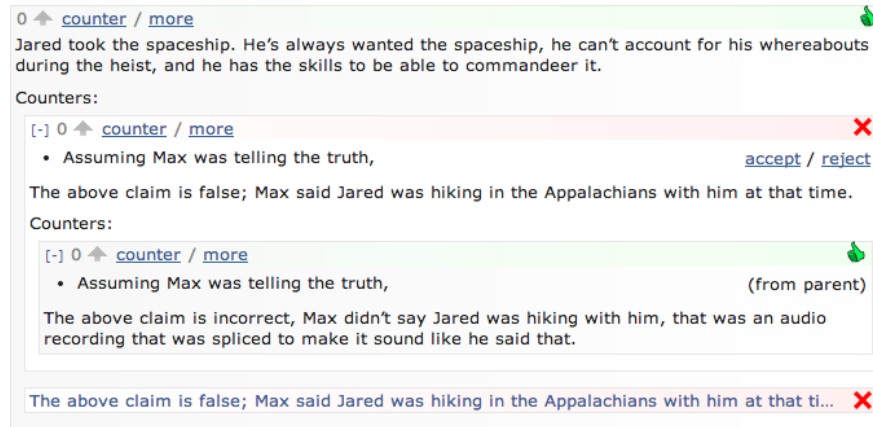 0 counter / more
Jared took the spaceship. He's always wanted the spaceship, he can't account for his whereabouts
during the heist, and he has the skills to be able to commandeer it.
Counters:
[-] 0 counter / more
• Assuming Max was telling the truth, accept / reject
The above claim is false; Max said Jared was hiking in the Appalachians with him at that time.
Counters:
[-] 0 counter / more
• Assuming Max was telling the truth, (from parent)
The above claim is incorrect, Max didn't say Jared was hiking with him, that was an audio
recording that was spliced to make it sound like he said that.
The above claim is false; Max said Jared was hiking in the Appalachians with him at that ti...